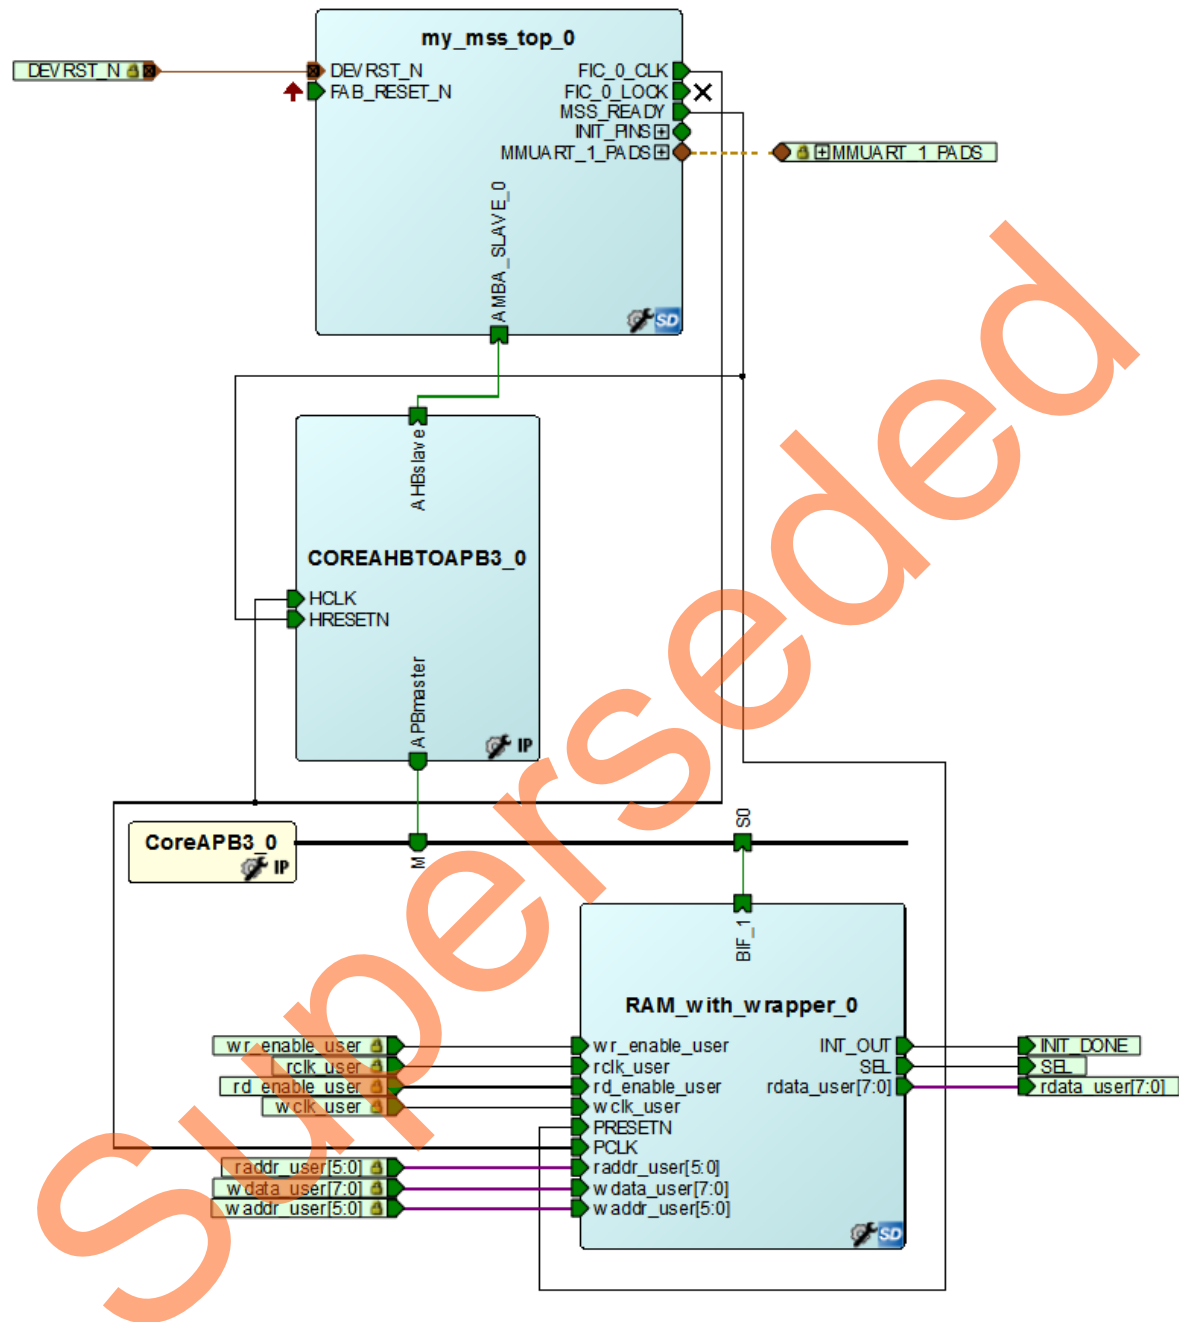 my_mss_top_0
DEVRST_N
DEVRST_N
FAB_RESET_N
FIC_0_CLK
FIC_0_LOCK
MSS_READY
INIT_PINS
MMUART_1_PADS
MMUART_1_PADS
AMBA_SLAVE_0
SD
AHBslave
COREAHBTOAPB3_0
HCLK
HRESETN
APBmaster
IP
CoreAPB3_0
IP
M
S0
BIF_1
RAM_with_wrapper_0
wr_enable_user
rclk_user
rd_enable_user
wclk_user
raddr_user[5:0]
wdata_user[7:0]
waddr_user[5:0]
wr_enable_user
rclk_user
rd_enable_user
wclk_user
PRESETN
PCLK
raddr_user[5:0]
wdata_user[7:0]
waddr_user[5:0]
INT_OUT
SEL
rdata_user[7:0]
INIT_DONE
SEL
rdata_user[7:0]
SD
Superseded